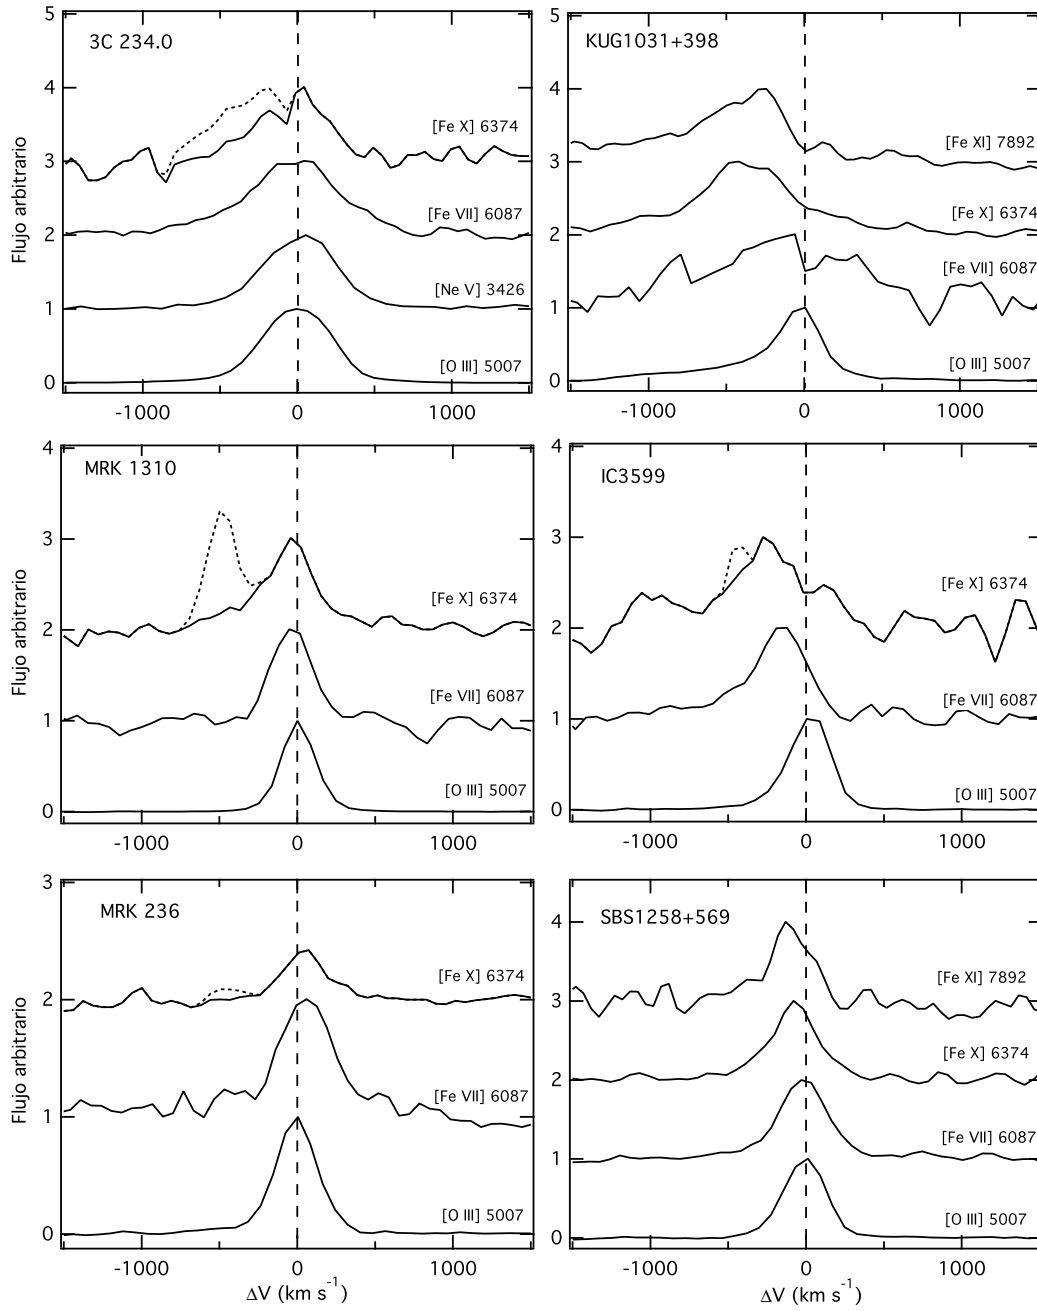 3C 234.0
5
4
3
2
1
0
[Fe X] 6374
[Fe VII] 6087
[Ne V] 3426
[O III] 5007
Flujo arbitrario
-1000
0
1000
KUG1031+398
5
4
3
2
1
0
[Fe XI] 7892
[Fe X] 6374
[Fe VII] 6087
[O III] 5007
-1000
0
1000
MRK 1310
4
3
2
1
0
[Fe X] 6374
[Fe VII] 6087
[O III] 5007
Flujo arbitrario
-1000
0
1000
IC3599
4
3
2
1
0
[Fe X] 6374
[Fe VII] 6087
[O III] 5007
-1000
0
1000
MRK 236
3
2
1
0
[Fe X] 6374
[Fe VII] 6087
[O III] 5007
Flujo arbitrario
-1000
0
1000
ΔV (km s⁻¹)
SBS1258+569
4
3
2
1
0
[Fe XI] 7892
[Fe X] 6374
[Fe VII] 6087
[O III] 5007
-1000
0
1000
ΔV (km s⁻¹)